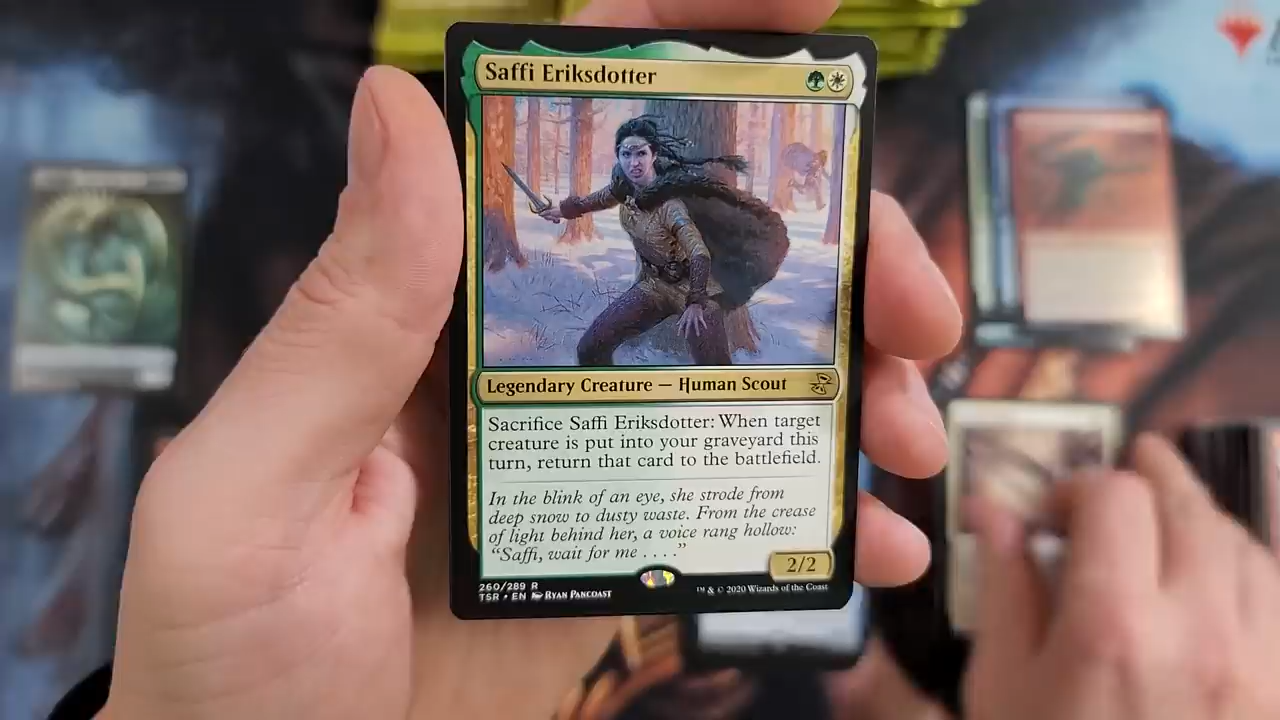 Saffi Eriksdotter
Legendary Creature — Human Scout
Sacrifice Saffi Eriksdotter: When target
creature is put into your graveyard this
turn, return that card to the battlefield.
In the blink of an eye, she strode from
deep snow to dusty waste. From the crease
of light behind her, a voice rang hollow:
"Saffi, wait for me . . . ."
2/2
260/289 R
TSR • EN Ryan Pancoast
™ & © 2020 Wizards of the Coast